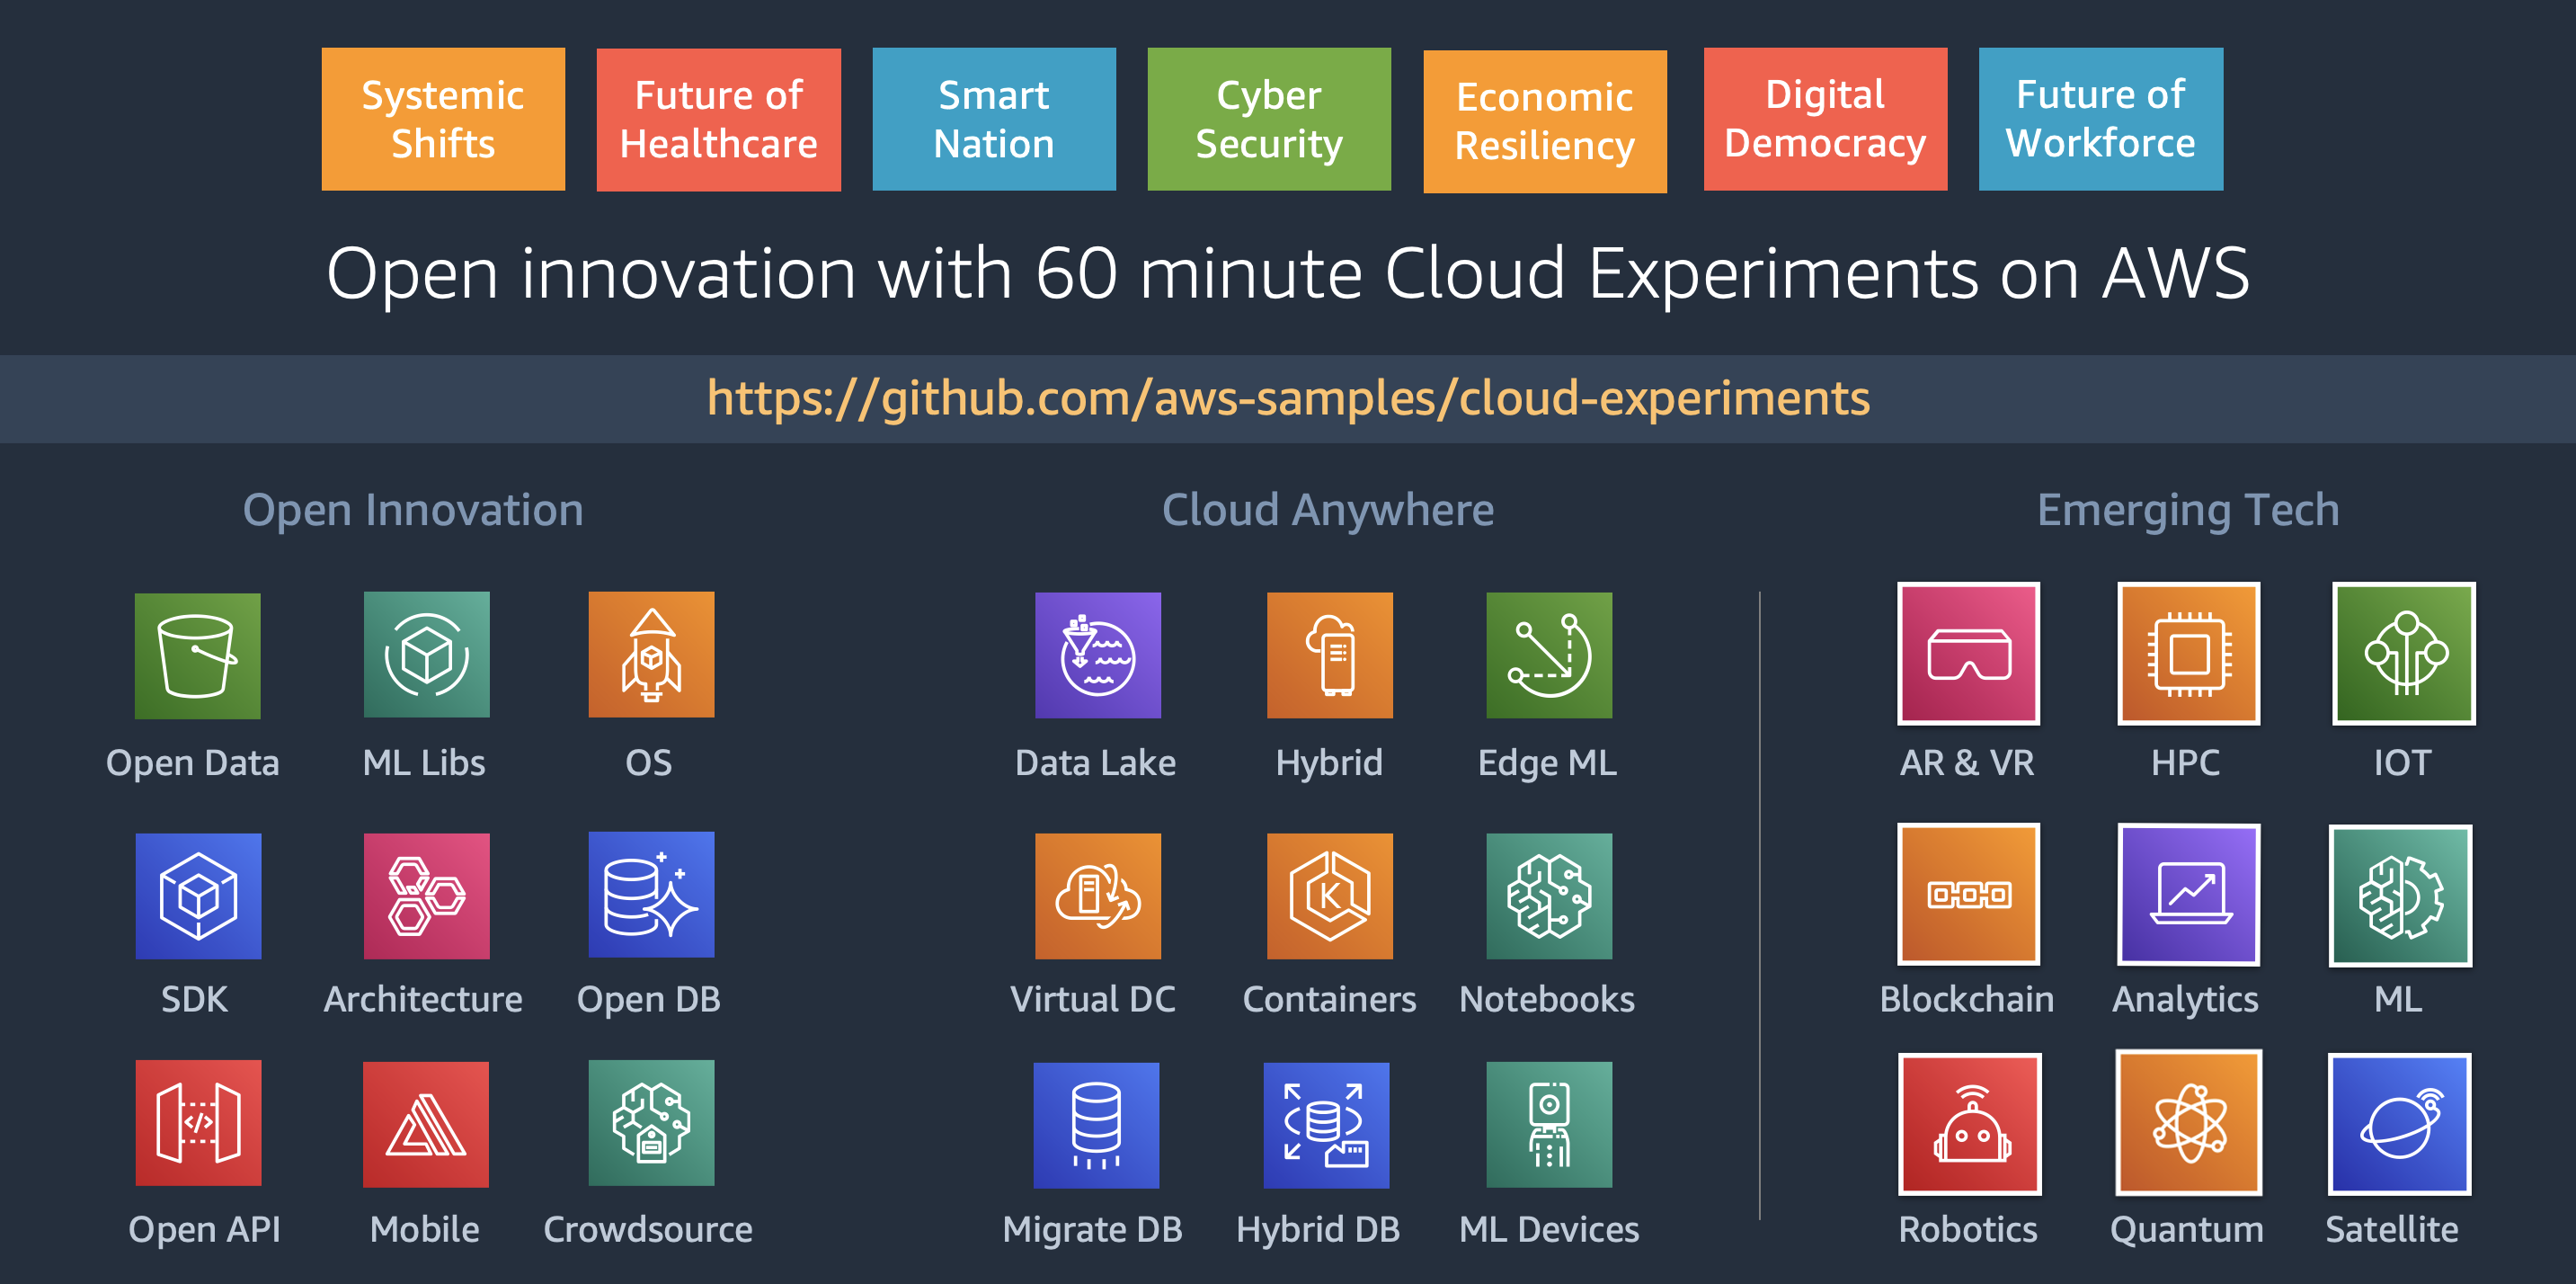 Systemic
Shifts
Future of
Healthcare
Smart
Nation
Cyber
Security
Economic
Resiliency
Digital
Democracy
Future of
Workforce
Open innovation with 60 minute Cloud Experiments on AWS
https://github.com/aws-samples/cloud-experiments
Open Innovation
Open Data
ML Libs
OS
SDK
Architecture
Open DB
</>
Open API
Mobile
Crowdsource
Cloud Anywhere
Data Lake
Hybrid
Edge ML
K
Virtual DC
Containers
Notebooks
Migrate DB
Hybrid DB
ML Devices
Emerging Tech
AR & VR
HPC
IOT
Blockchain
Analytics
ML
Robotics
Quantum
Satellite